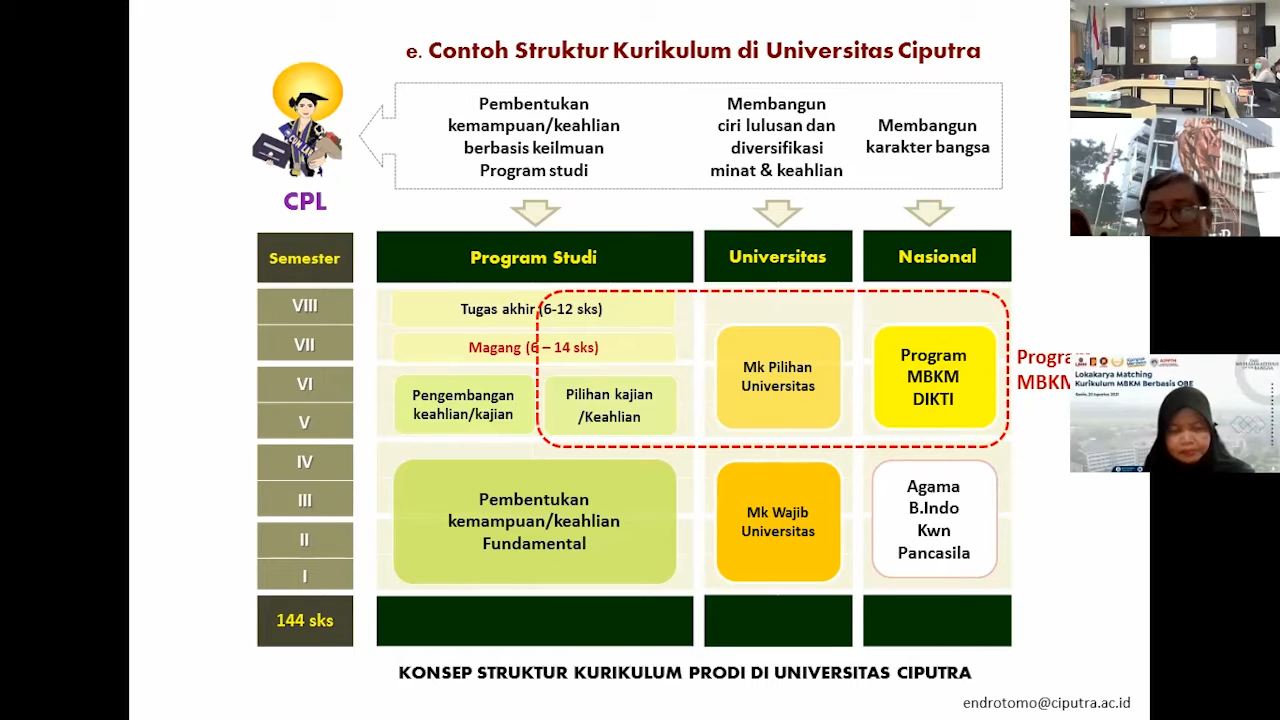 e. Contoh Struktur Kurikulum di Universitas Ciputra
Pembentukan
kemampuan/keahlian
berbasis keilmuan
Program studi
Membangun
ciri lulusan dan
diversifikasi
minat & keahlian
Membangun
karakter bangsa
CPL
Semester
Program Studi
Universitas
Nasional
VIII
VII
VI
V
IV
III
II
I
Tugas akhir (6-12 sks)
Magang (6 – 14 sks)
Pengembangan
keahlian/kajian
Pilihan kajian
/Keahlian
Mk Pilihan
Universitas
Program
MBKM
DIKTI
Progra
MBKM
Pembentukan
kemampuan/keahlian
Fundamental
Mk Wajib
Universitas
Agama
B.Indo
Kwn
Pancasila
144 sks
KONSEP STRUKTUR KURIKULUM PRODI DI UNIVERSITAS CIPUTRA
endrotomo@ciputra.ac.id
Lokakarya Matching
Kurikulum MBKM Berbasis OBE